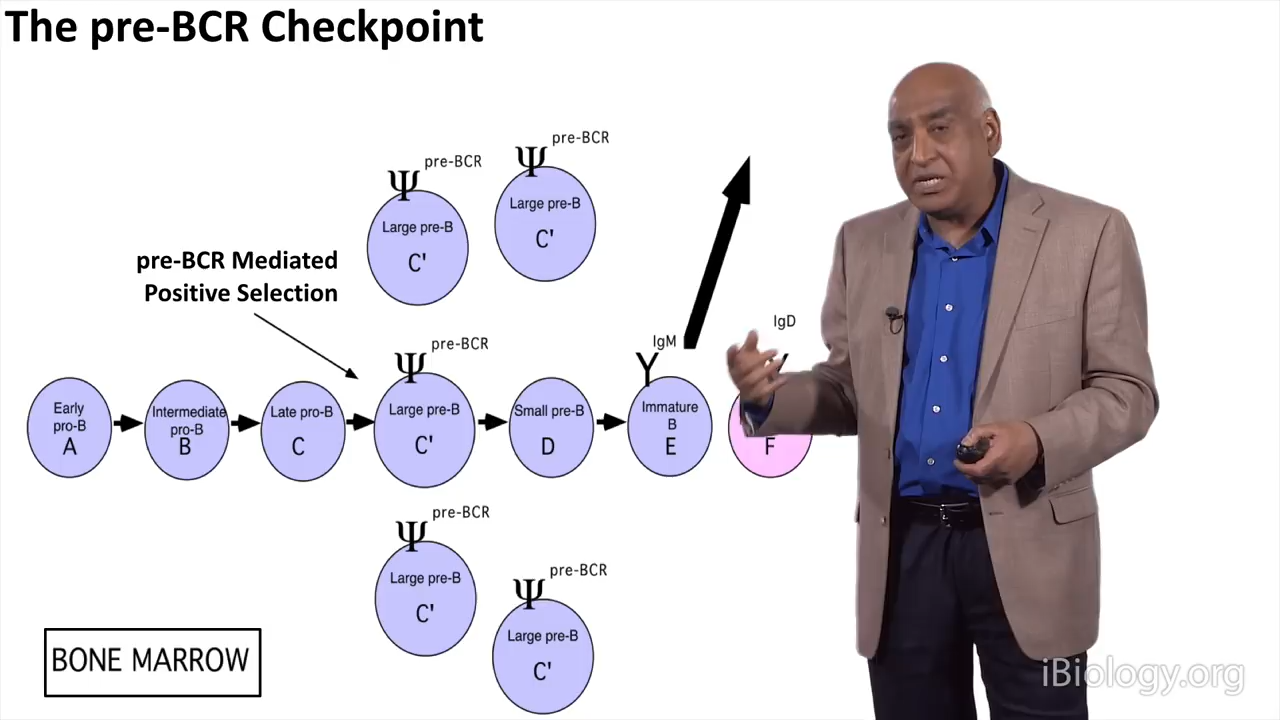 The pre-BCR Checkpoint
pre-BCR
Ψ
Large pre-B
C'
pre-BCR
Ψ
Large pre-B
C'
pre-BCR Mediated
Positive Selection
Early
pro-B
A
Intermediate
pro-B
B
Late pro-B
C
pre-BCR
Ψ
Large pre-B
C'
Small pre-B
D
IgM
Y
Immature
B
E
IgD
F
pre-BCR
Ψ
Large pre-B
C'
pre-BCR
Ψ
Large pre-B
C'
BONE MARROW
iBiology.org